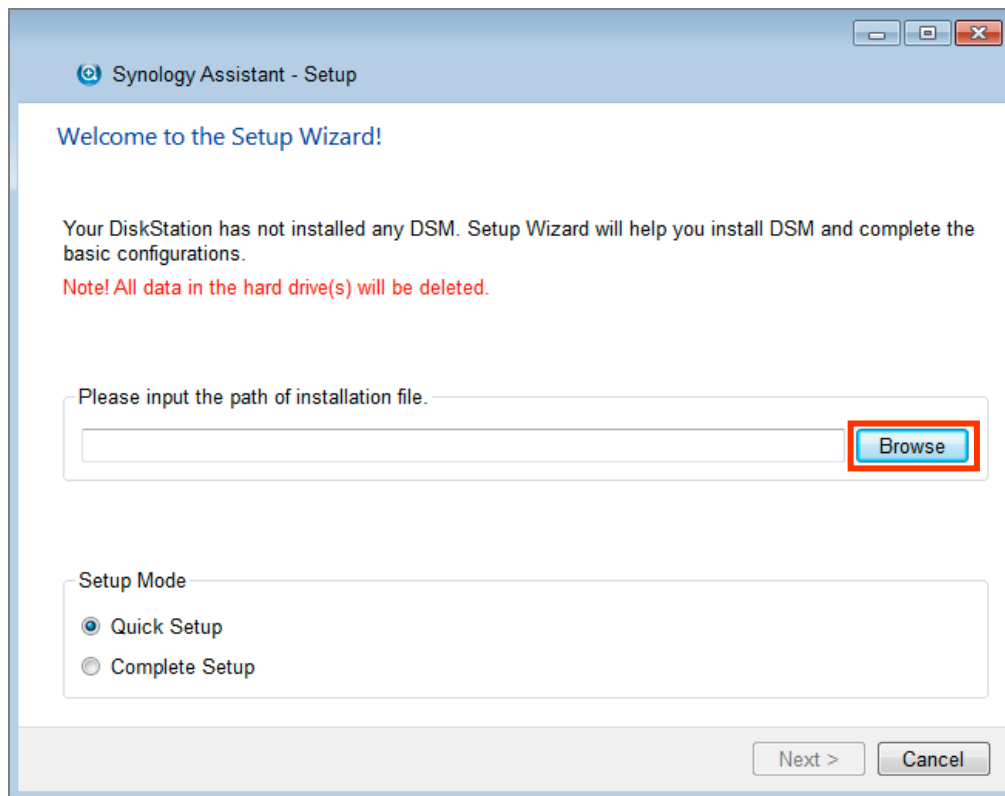 Synology Assistant - Setup
Welcome to the Setup Wizard!
Your DiskStation has not installed any DSM. Setup Wizard will help you install DSM and complete the
basic configurations.
Note! All data in the hard drive(s) will be deleted.
Please input the path of installation file.
Browse
Setup Mode
Quick Setup
Complete Setup
Next >
Cancel